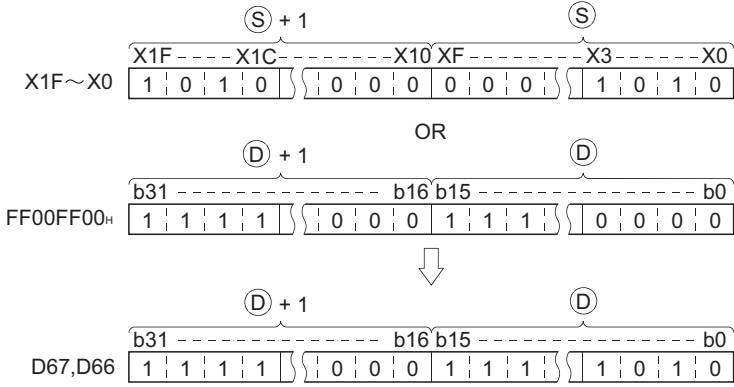 Ⓢ + 1 Ⓢ
X1F X1C X10 XF X3 X0
X1F～X0 1 0 1 0 0 0 0 0 0 0 1 0 1 0
OR
Ⓓ + 1 Ⓓ
b31 b16 b15 b0
FF00FF00H 1 1 1 1 0 0 0 1 1 1 0 0 0 0
Ⓓ + 1 Ⓓ
b31 b16 b15 b0
D67,D66 1 1 1 1 0 0 0 1 1 1 1 0 1 0